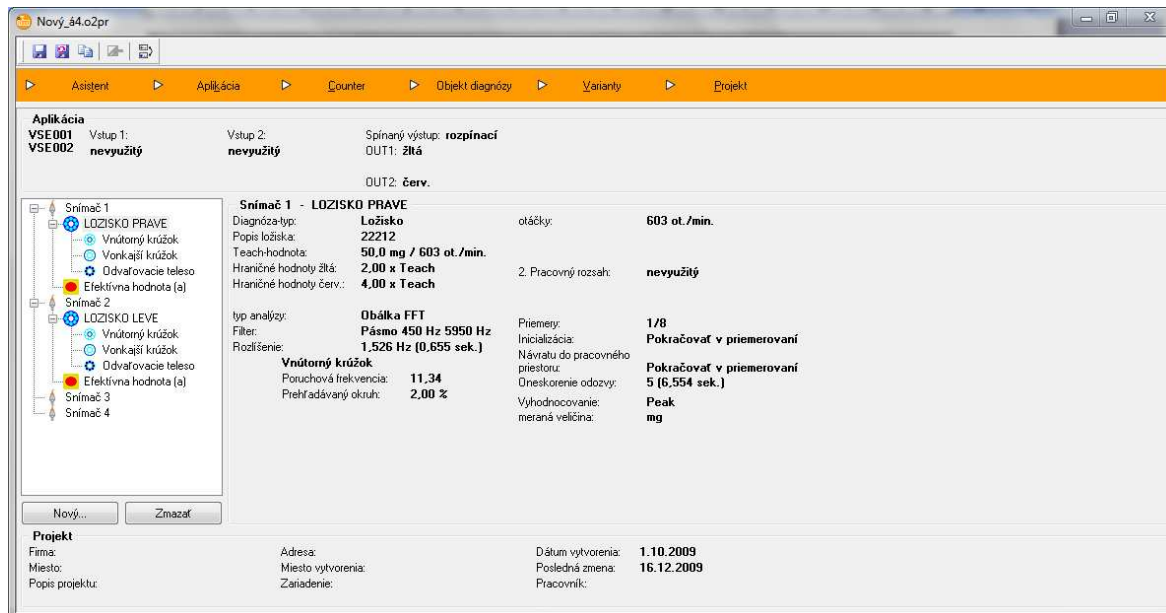 Nový_á4.o2pr
Asistent Aplikácia Counter Objekt diagnózy Varianty Projekt
Aplikácia
VSE001 Vstup 1: Vstup 2: Spínaný výstup: rozpínací
VSE002 nevyužitý nevyužitý OUT1: žltá
OUT2: červ.
Snímač 1
LOZISKO PRAVE
Vnútorný krúžok
Vonkajší krúžok
Odvaľovacie teleso
Efektívna hodnota (a)
Snímač 2
LOZISKO LEVE
Vnútorný krúžok
Vonkajší krúžok
Odvaľovacie teleso
Efektívna hodnota (a)
Snímač 3
Snímač 4
Nový... Zmazať
Snímač 1 - LOZISKO PRAVE
Diagnóza-typ: Ložisko otáčky: 603 ot./min.
Popis ložiska: 22212
Teach-hodnota: 50,0 mg / 603 ot./min.
Hraničné hodnoty žltá: 2,00 x Teach 2. Pracovný rozsah: nevyužitý
Hraničné hodnoty červ.: 4,00 x Teach
typ analýzy: Obálka FFT Priemery: 1/8
Filter: Pásmo 450 Hz 5950 Hz Inicializácia: Pokračovať v priemerovaní
Rozlíšenie: 1,526 Hz (0,655 sek.) Návratu do pracovného
Vnútorný krúžok priestoru: Pokračovať v priemerovaní
Poruchová frekvencia: 11,34 Oneskorenie odozvy: 5 (6,554 sek.)
Prehľadávaný okruh: 2,00 % Vyhodnocovanie: Peak
meraná veličina: mg
Projekt
Firma: Adresa: Dátum vytvorenia: 1.10.2009
Miesto: Miesto vytvorenia: Posledná zmena: 16.12.2009
Popis projektu: Zariadenie: Pracovník: